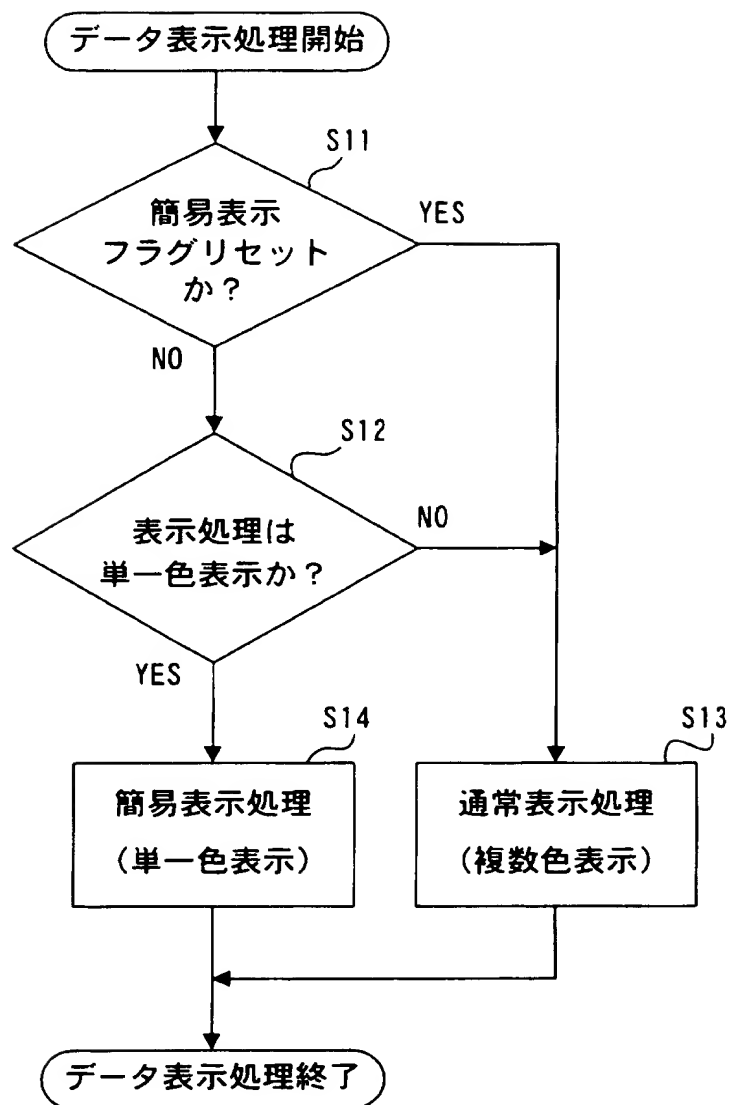 データ表示処理開始
S11
簡易表示
フラグリセット
か？
YES
NO
S12
表示処理は
単一色表示か？
NO
YES
S14
簡易表示処理
（単一色表示）
S13
通常表示処理
（複数色表示）
データ表示処理終了